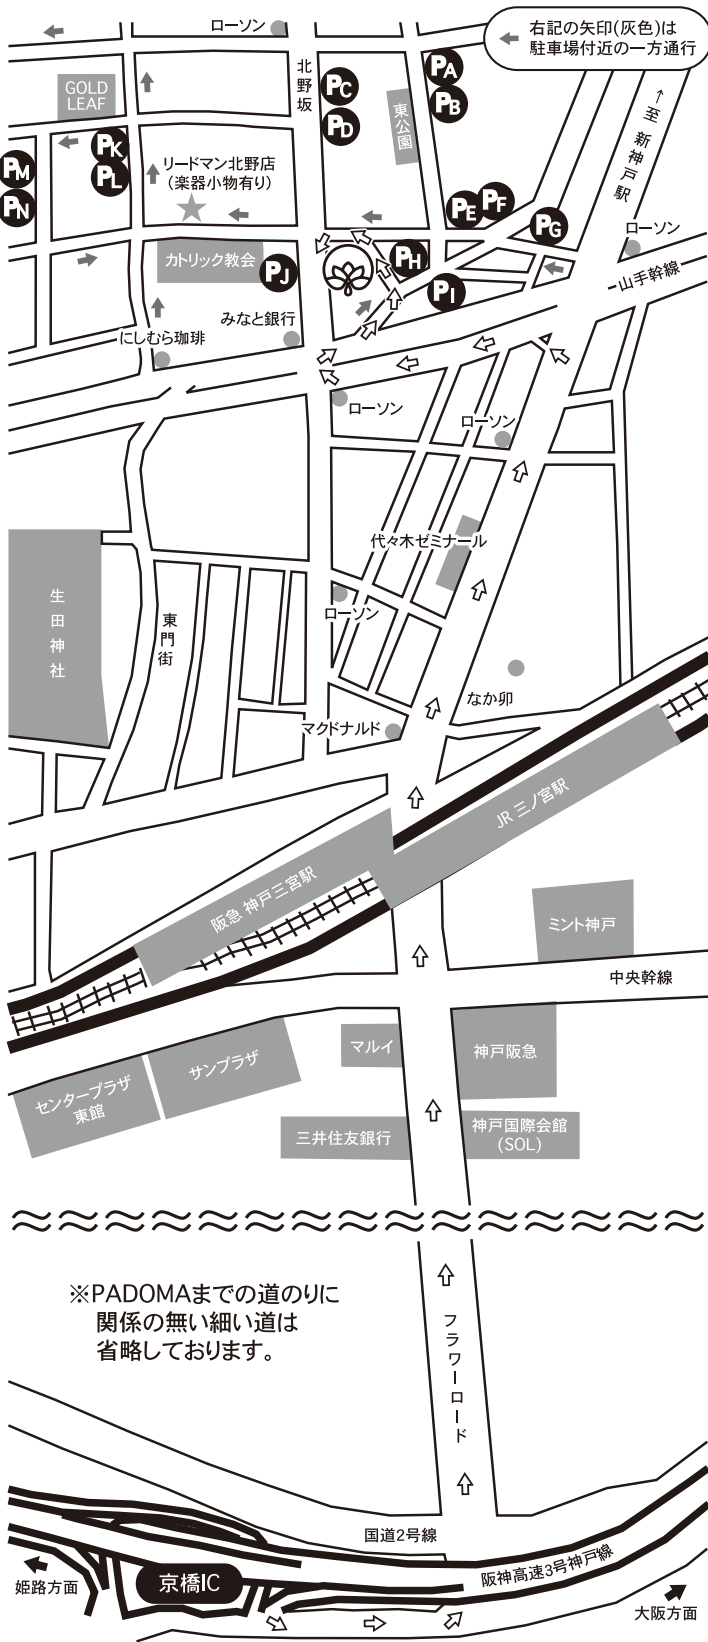 ローソン
右記の矢印(灰色)は
駐車場付近の一方通行
北野坂
GOLD
LEAF
PC
PA
PB
PD
東公園
↑至 新神戸駅
PK
PL
PM
PN
リードマン北野店
(楽器小物有り)
PE
PF
PG
ローソン
カトリック教会
PJ
PH
PI
山手幹線
みなと銀行
にしむら珈琲
ローソン
ローソン
代々木ゼミナール
生田神社
東門街
ローソン
なか卯
マクドナルド
JR 三ノ宮駅
阪急 神戸三宮駅
ミント神戸
中央幹線
マルイ
神戸阪急
サンプラザ
センタープラザ
東館
三井住友銀行
神戸国際会館
(SOL)
※PADOMAまでの道のりに
関係の無い細い道は
省略しております。
フラワーロード
国道2号線
阪神高速3号神戸線
京橋IC
姫路方面
大阪方面